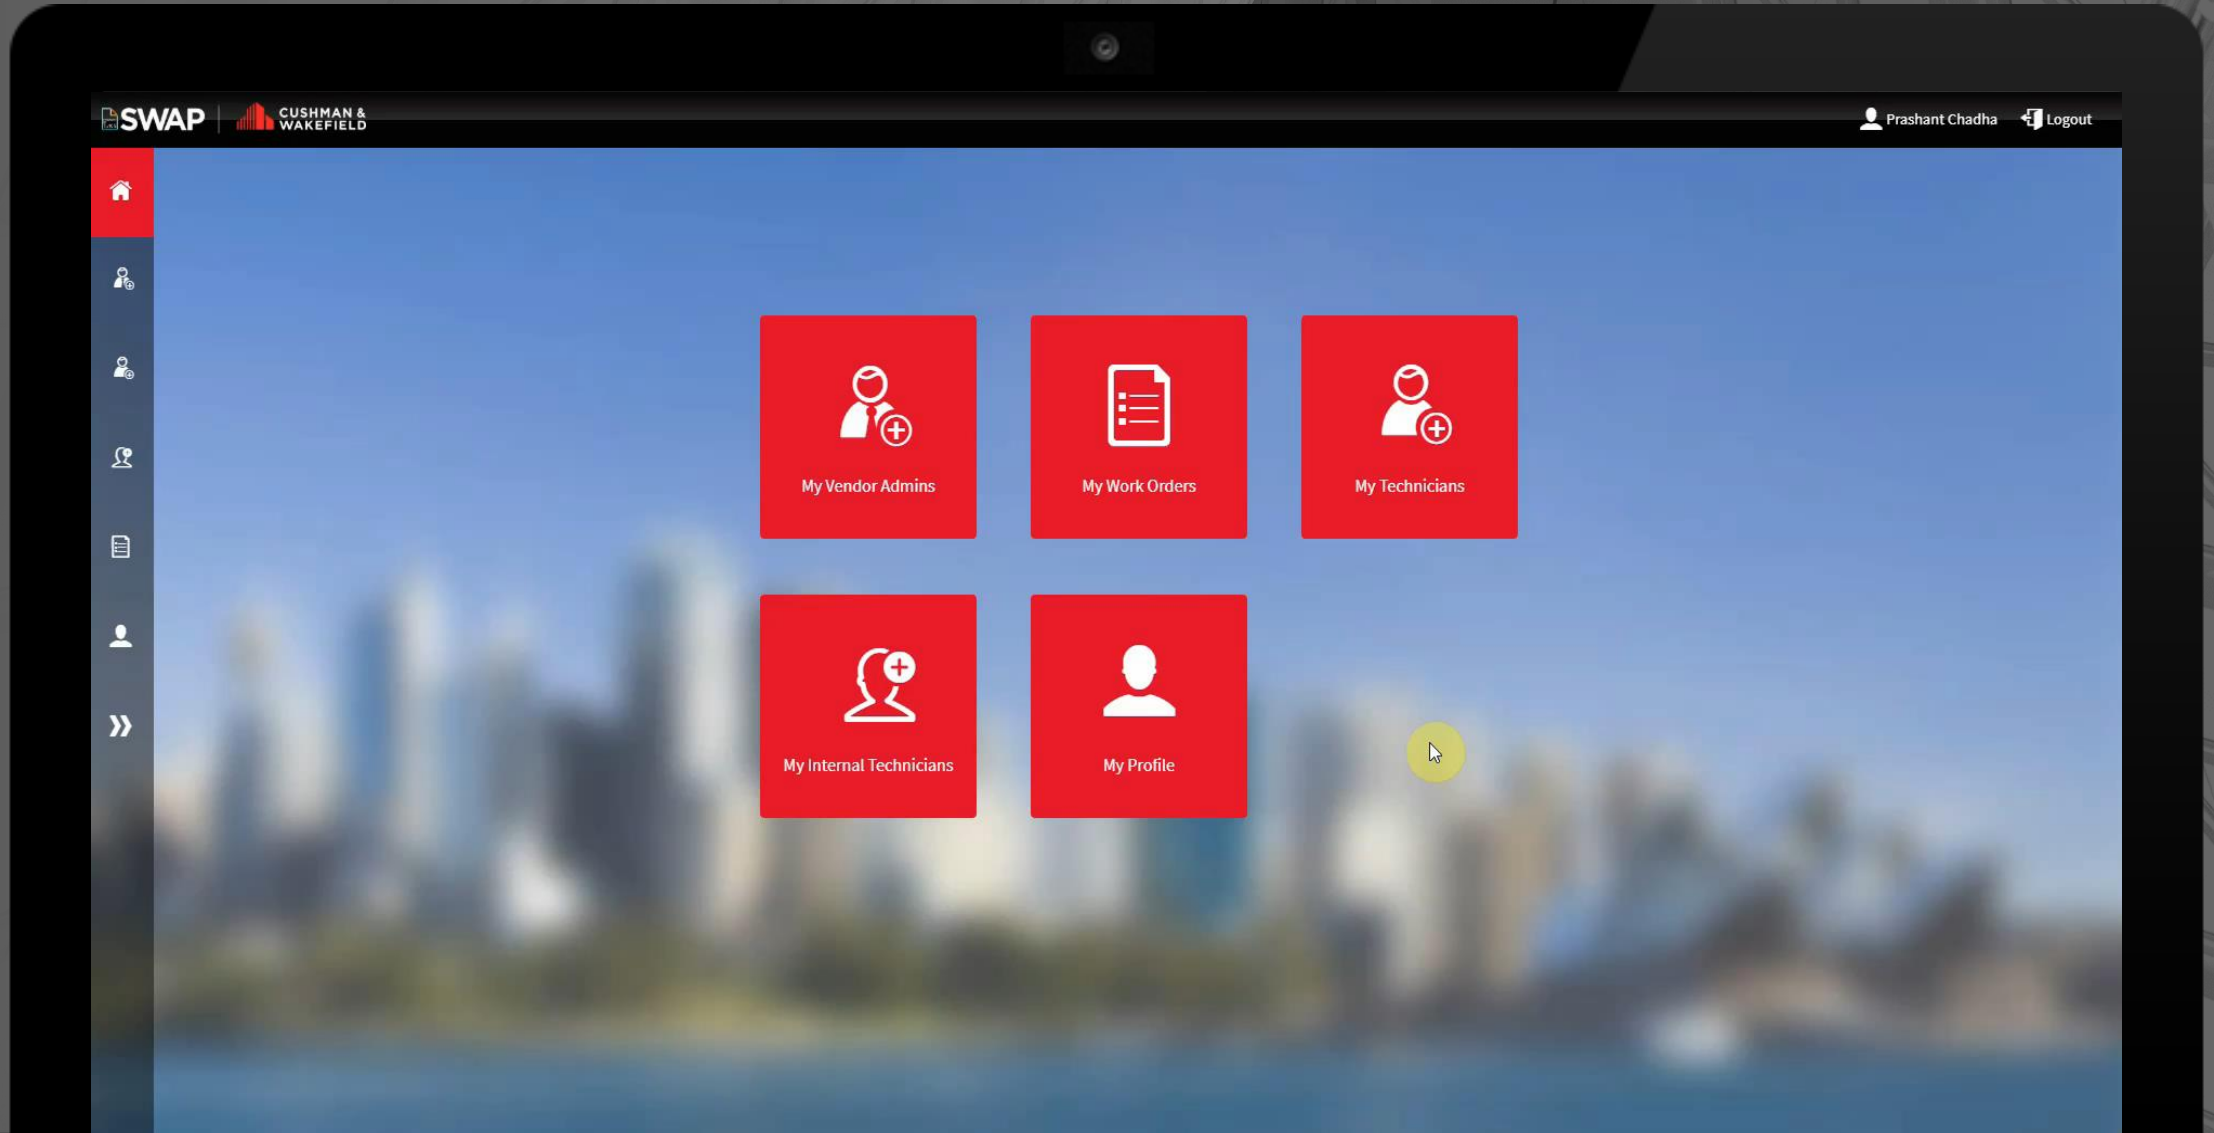 SWAP
CUSHMAN &
WAKEFIELD
Prashant Chadha
Logout
My Vendor Admins
My Work Orders
My Technicians
My Internal Technicians
My Profile